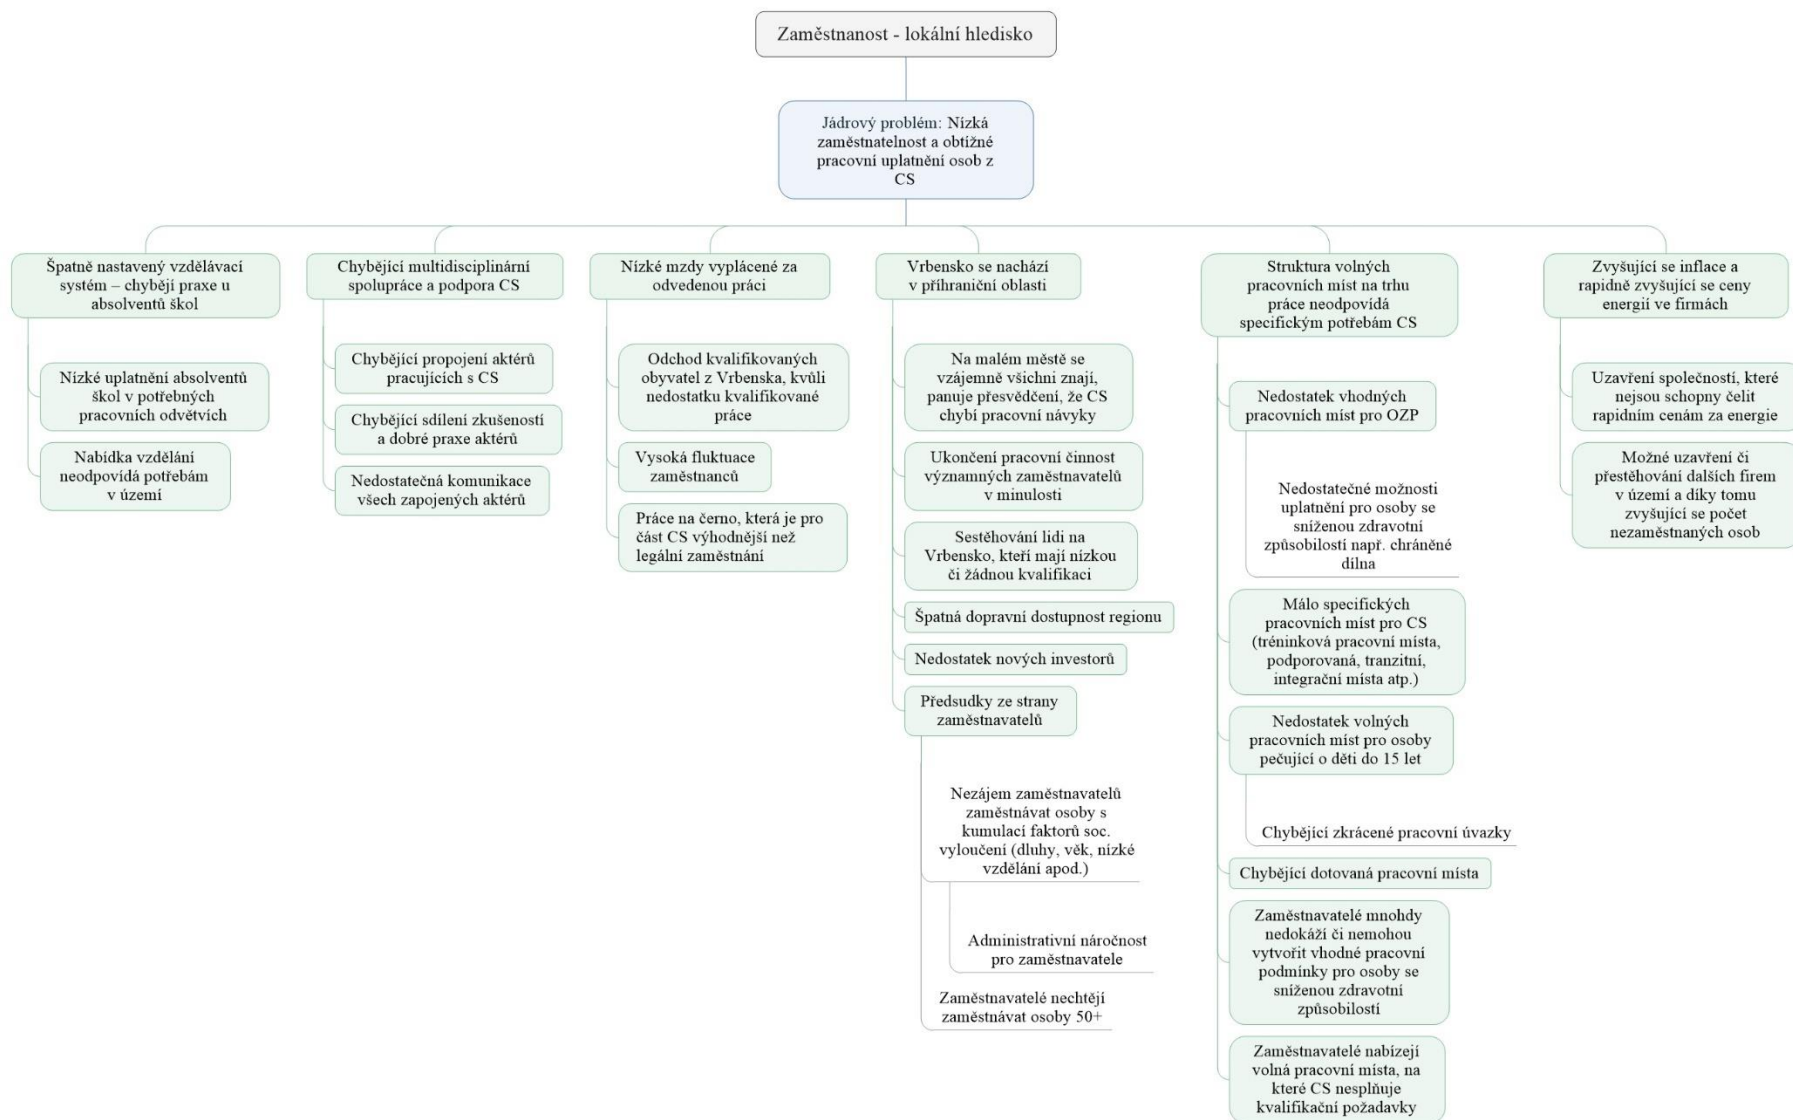 Zaměstnanost - lokální hledisko
Jádrový problém: Nízká
zaměstnatelnost a obtížné
pracovní uplatnění osob z
CS
Špatně nastavený vzdělávací
systém – chybějí praxe u
absolventů škol
Nízké uplatnění absolventů
škol v potřebných
pracovních odvětvích
Nabídka vzdělání
neodpovídá potřebám
v území
Chybějící multidisciplinární
spolupráce a podpora CS
Chybějící propojení aktérů
pracujících s CS
Chybějící sdílení zkušeností
a dobré praxe aktérů
Nedostatečná komunikace
všech zapojených aktérů
Nízké mzdy vyplácené za
odvedenou práci
Odchod kvalifikovaných
obyvatel z Vrbenska, kvůli
nedostatku kvalifikované
práce
Vysoká fluktuace
zaměstnanců
Práce na černo, která je pro
část CS výhodnější než
legální zaměstnání
Vrbensko se nachází
v příhraniční oblasti
Na malém městě se
vzájemně všichni znají,
panuje přesvědčení, že CS
chybí pracovní návyky
Ukončení pracovní činnost
významných zaměstnavatelů
v minulosti
Sestěhování lidi na
Vrbensko, kteří mají nízkou
či žádnou kvalifikaci
Špatná dopravní dostupnost regionu
Nedostatek nových investorů
Předsudky ze strany
zaměstnavatelů
Nezájem zaměstnavatelů
zaměstnávat osoby s
kumulací faktorů soc.
vyloučení (dluhy, věk, nízké
vzdělání apod.)
Administrativní náročnost
pro zaměstnavatele
Zaměstnavatelé nechtějí
zaměstnávat osoby 50+
Struktura volných
pracovních míst na trhu
práce neodpovídá
specifickým potřebám CS
Nedostatek vhodných
pracovních míst pro OZP
Nedostatečné možnosti
uplatnění pro osoby se
sníženou zdravotní
způsobilostí např. chráněné
dílna
Málo specifických
pracovních míst pro CS
(tréninková pracovní místa,
podporovaná, tranzitní,
integrační místa atp.)
Nedostatek volných
pracovních míst pro osoby
pečující o děti do 15 let
Chybějící zkrácené pracovní úvazky
Chybějící dotovaná pracovní místa
Zaměstnavatelé mnohdy
nedokáží či nemohou
vytvořit vhodné pracovní
podmínky pro osoby se
sníženou zdravotní
způsobilostí
Zaměstnavatelé nabízejí
volná pracovní místa, na
které CS nesplňuje
kvalifikační požadavky
Zvyšující se inflace a
rapidně zvyšující se ceny
energií ve firmách
Uzavření společností, které
nejsou schopny čelit
rapidním cenám za energie
Možné uzavření či
přestěhování dalších firem
v území a díky tomu
zvyšující se počet
nezaměstnaných osob